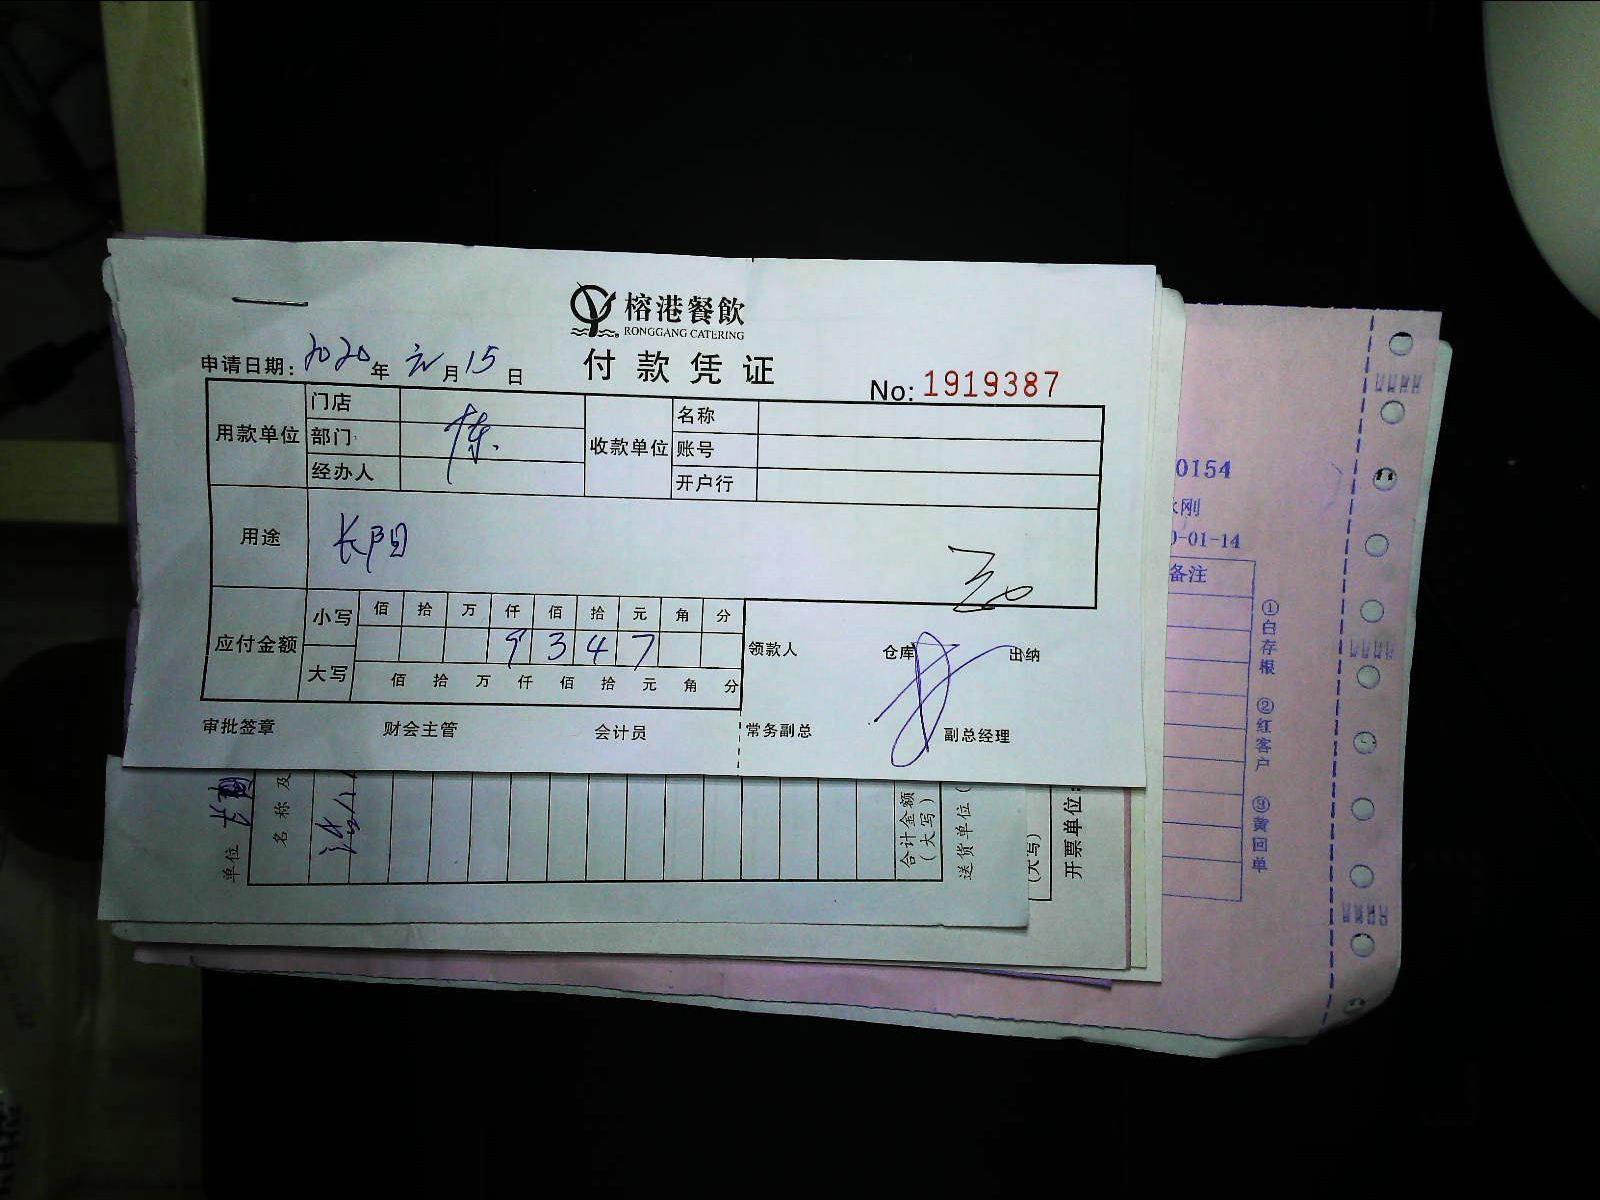 榕港餐飲
RONGGANG CATERING
付款凭证
申请日期: 2020年 元月15日
No: 1919387
用款单位 门店 收款单位 名称
部门 陈 账号
经办人 开户行
用途 长阳
应付金额 小写 佰 拾 万 仟 佰 拾 元 角 分
9 3 4 7
大写 佰 拾 万 仟 佰 拾 元 角 分
领款人 仓库 出纳
审批签章 财会主管 会计员 常务副总 副总经理
单位 长阳
名称及
合计金额
(大写)
送货单位(
(大写)
开票单位:
0154
刚
0-01-14
备注
①白存根 ②红客户 ③黄回单